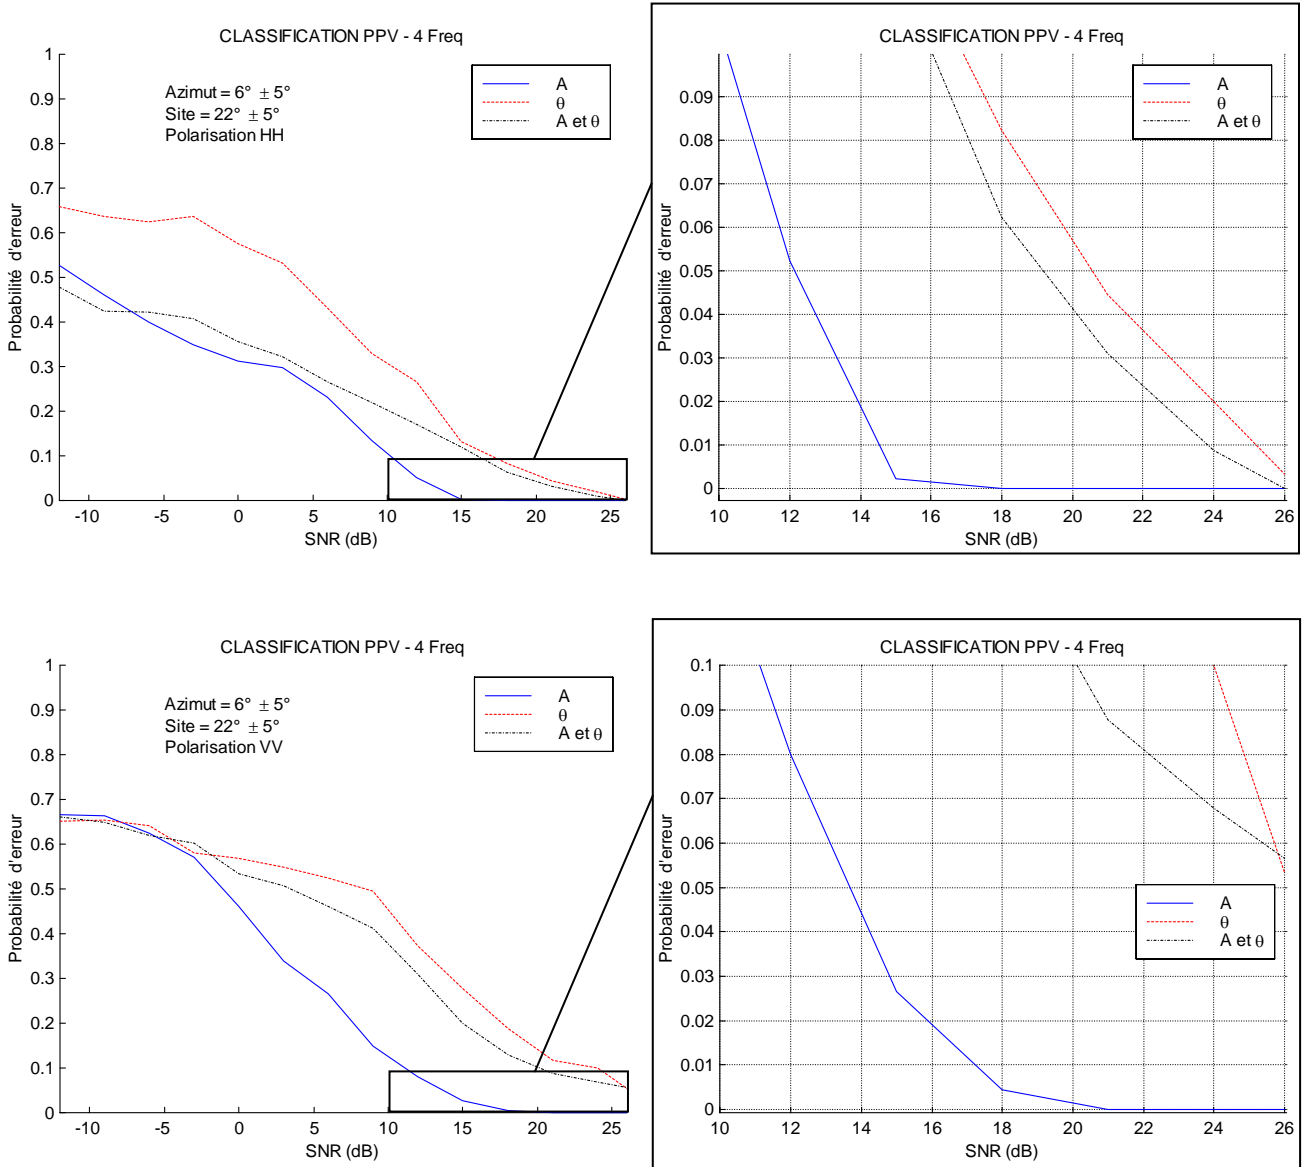 CLASSIFICATION PPV - 4 Freq
1
0.9
0.8
0.7
0.6
0.5
0.4
0.3
0.2
0.1
0
Probabilité d'erreur
Azimut = 6° ± 5°
Site = 22° ± 5°
Polarisation HH
A
θ
A et θ
-10 -5 0 5 10 15 20 25
SNR (dB)
CLASSIFICATION PPV - 4 Freq
0.09
0.08
0.07
0.06
0.05
0.04
0.03
0.02
0.01
0
Probabilité d'erreur
A
θ
A et θ
10 12 14 16 18 20 22 24 26
SNR (dB)
CLASSIFICATION PPV - 4 Freq
1
0.9
0.8
0.7
0.6
0.5
0.4
0.3
0.2
0.1
0
Probabilité d'erreur
Azimut = 6° ± 5°
Site = 22° ± 5°
Polarisation VV
A
θ
A et θ
-10 -5 0 5 10 15 20 25
SNR (dB)
CLASSIFICATION PPV - 4 Freq
0.1
0.09
0.08
0.07
0.06
0.05
0.04
0.03
0.02
0.01
0
Probabilité d'erreur
A
θ
A et θ
10 12 14 16 18 20 22 24 26
SNR (dB)